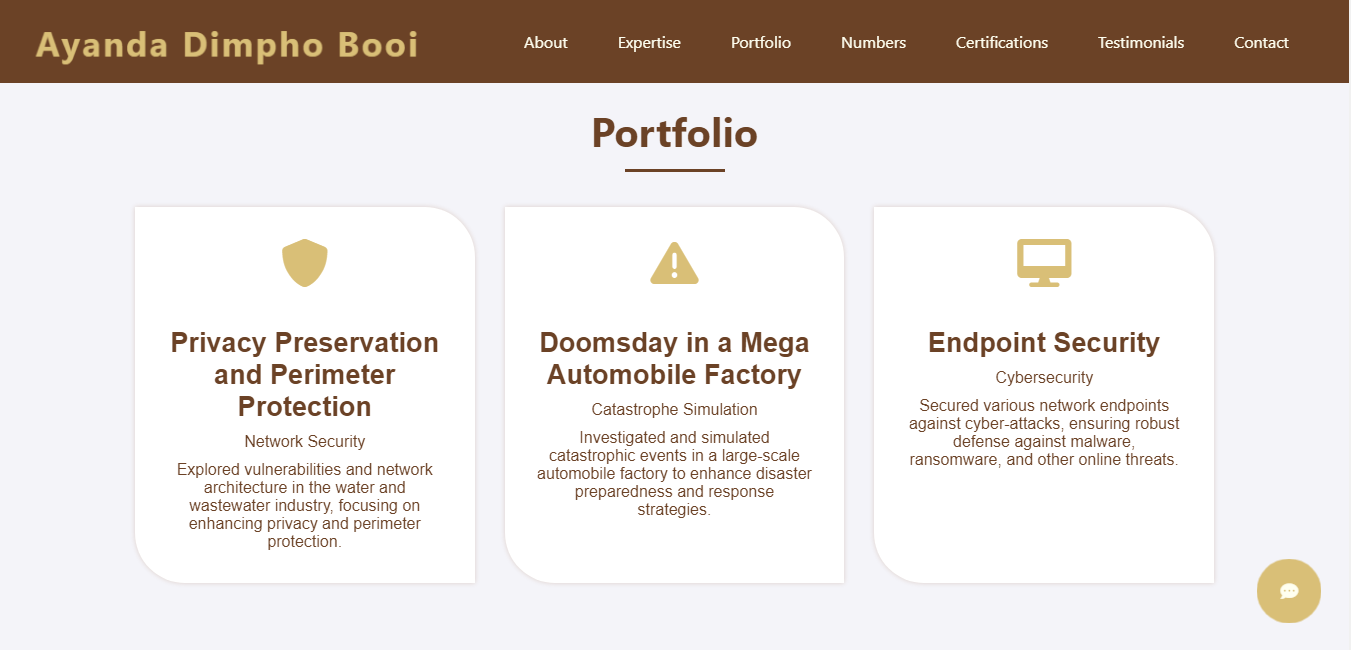 Ayanda Dimpho Booi
About Expertise Portfolio Numbers Certifications Testimonials Contact
Portfolio
Privacy Preservation
and Perimeter
Protection
Network Security
Explored vulnerabilities and network
architecture in the water and
wastewater industry, focusing on
enhancing privacy and perimeter
protection.
Doomsday in a Mega
Automobile Factory
Catastrophe Simulation
Investigated and simulated
catastrophic events in a large-scale
automobile factory to enhance disaster
preparedness and response
strategies.
Endpoint Security
Cybersecurity
Secured various network endpoints
against cyber-attacks, ensuring robust
defense against malware,
ransomware, and other online threats.